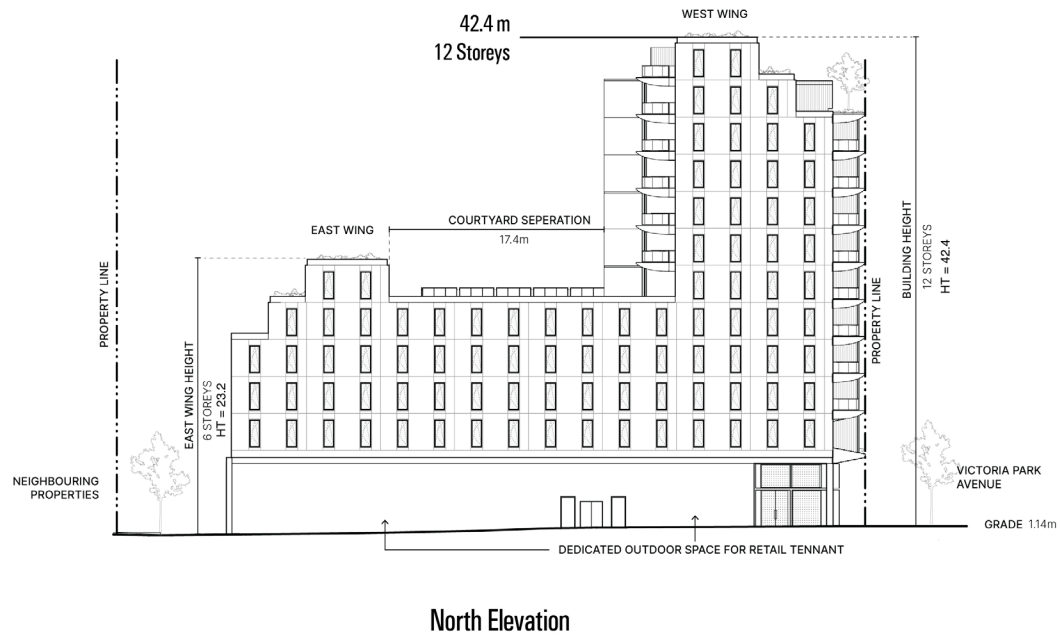 WEST WING
42.4 m
12 Storeys
COURTYARD SEPERATION
17.4m
EAST WING
PROPERTY LINE
EAST WING HEIGHT
6 STOREYS
HT = 23.2
PROPERTY LINE
BUILDING HEIGHT
12 STOREYS
HT = 42.4
NEIGHBOURING
PROPERTIES
VICTORIA PARK
AVENUE
GRADE 1.14m
DEDICATED OUTDOOR SPACE FOR RETAIL TENNANT
North Elevation